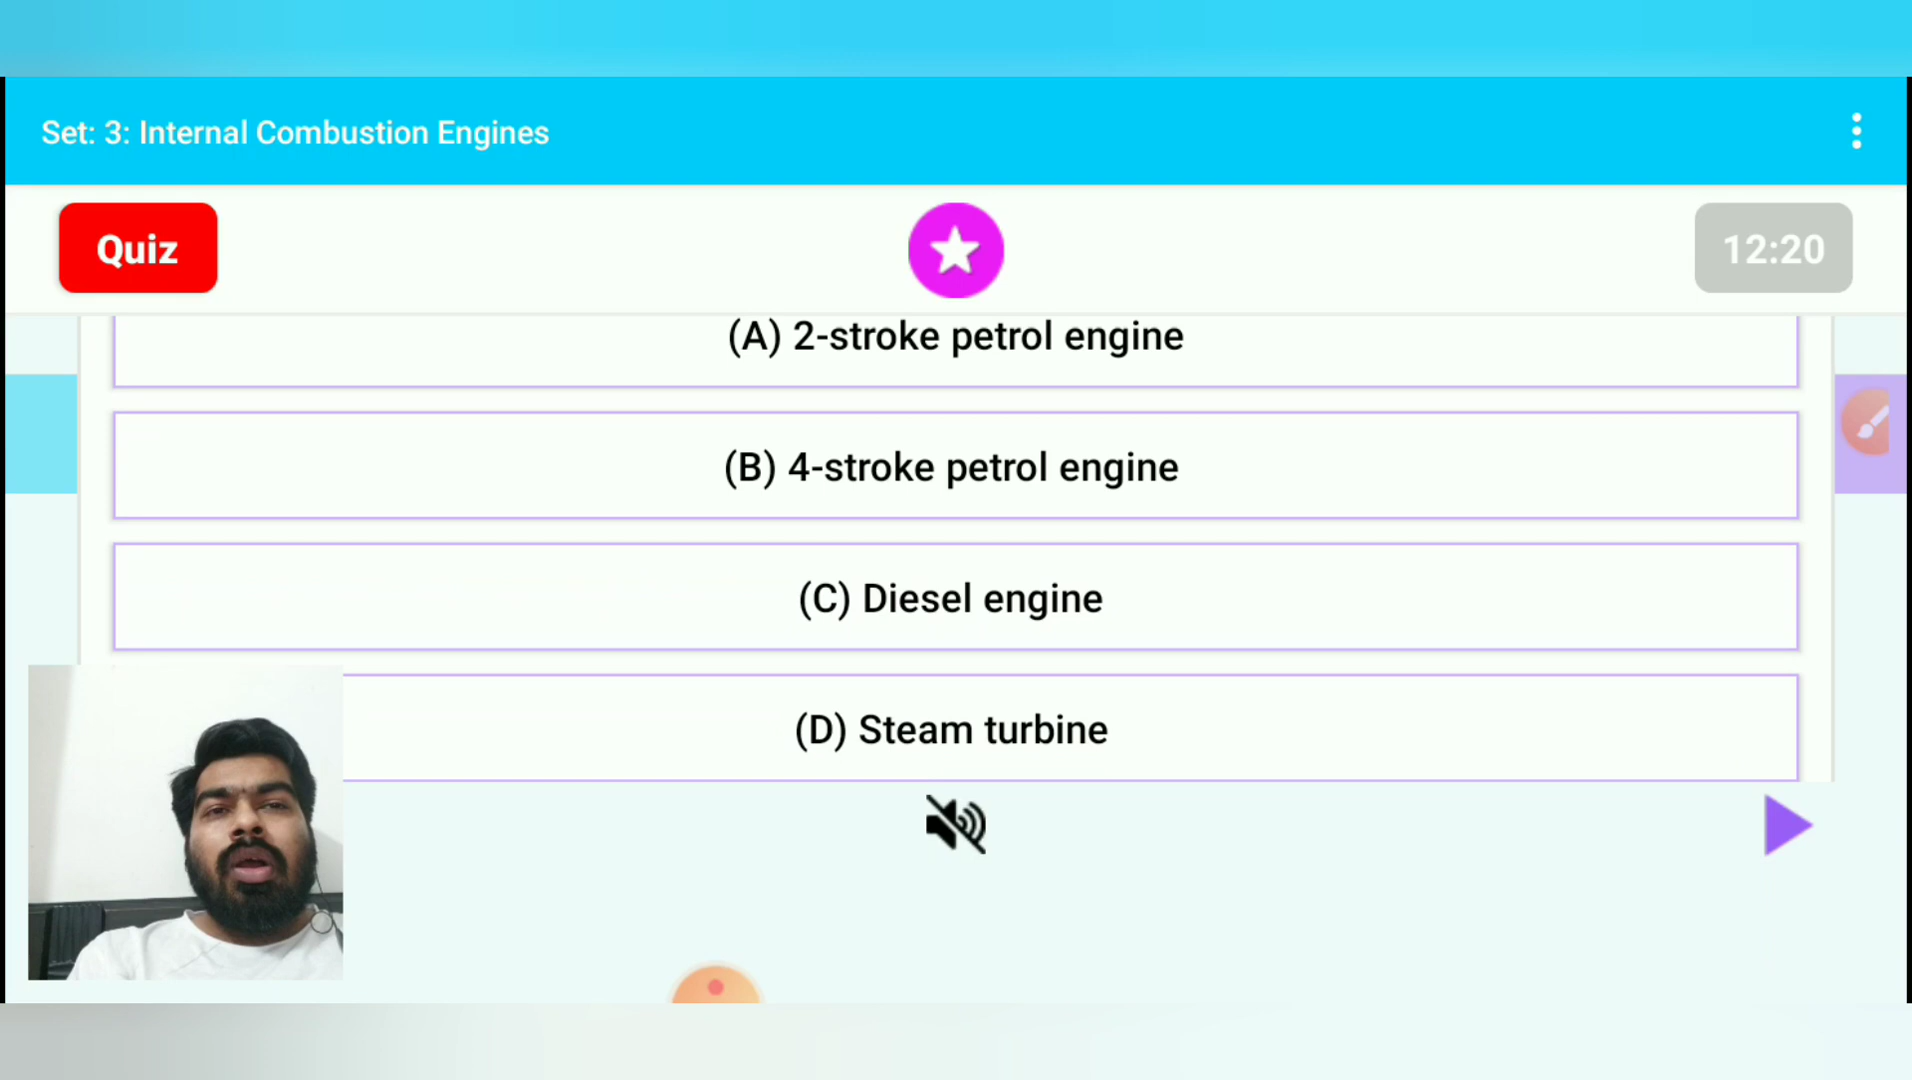 Set: 3: Internal Combustion Engines
Quiz
12:20
(A) 2-stroke petrol engine
(B) 4-stroke petrol engine
(C) Diesel engine
(D) Steam turbine